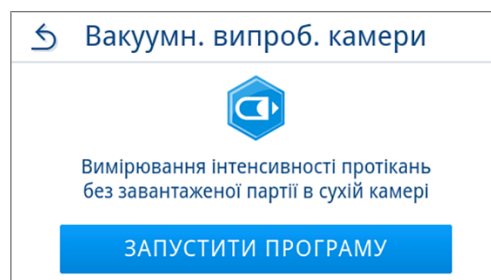 Вакуумн. випроб. камери
Вимірювання інтенсивності протікань
без завантаженої партії в сухій камері
ЗАПУСТИТИ ПРОГРАМУ